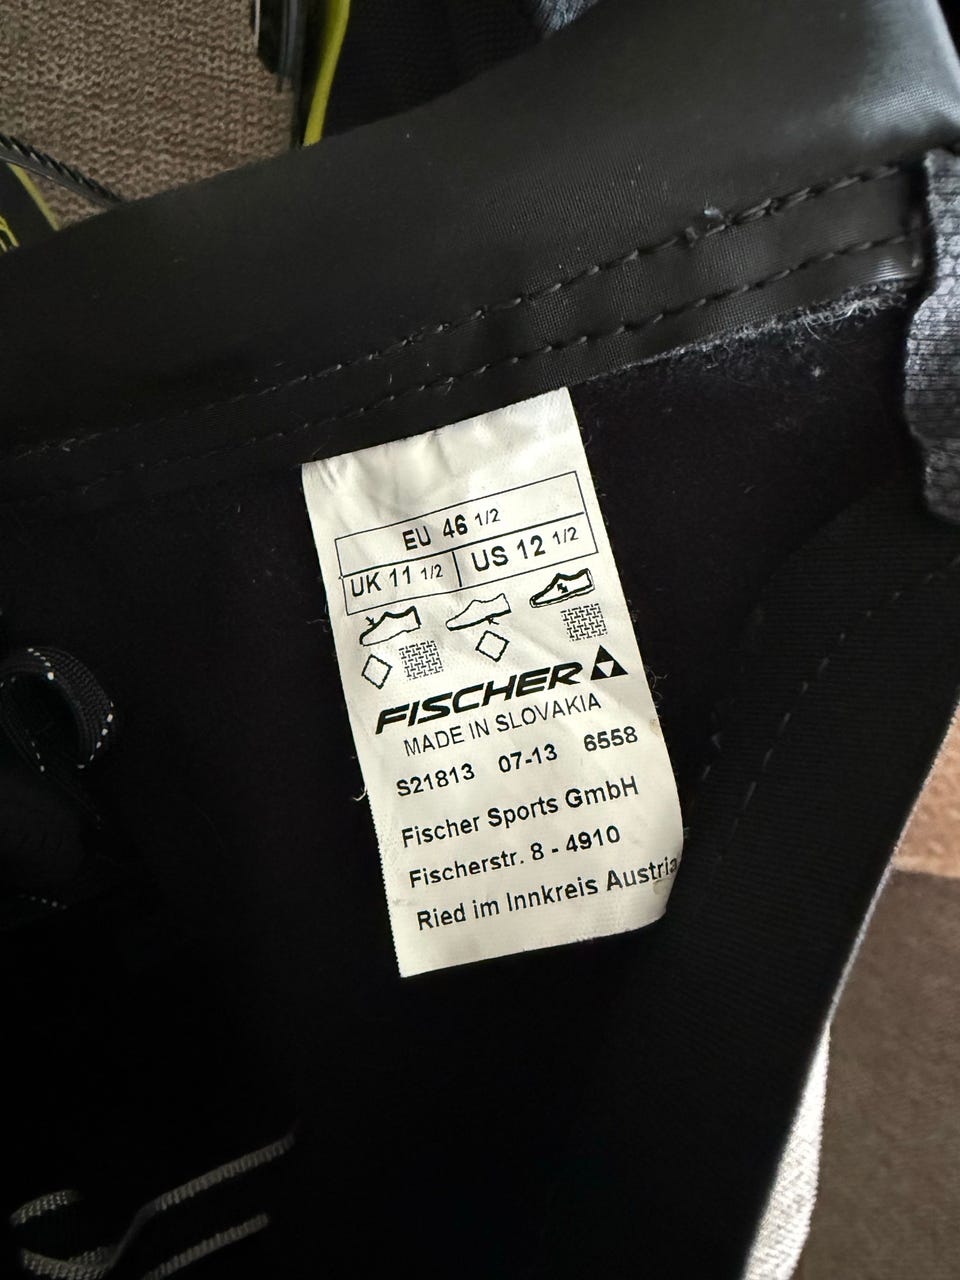 EU 46 1/2
UK 11 1/2 US 12 1/2
FISCHER
MADE IN SLOVAKIA
S21813 07-13 6558
Fischer Sports GmbH
Fischerstr. 8 - 4910
Ried im Innkreis Austria